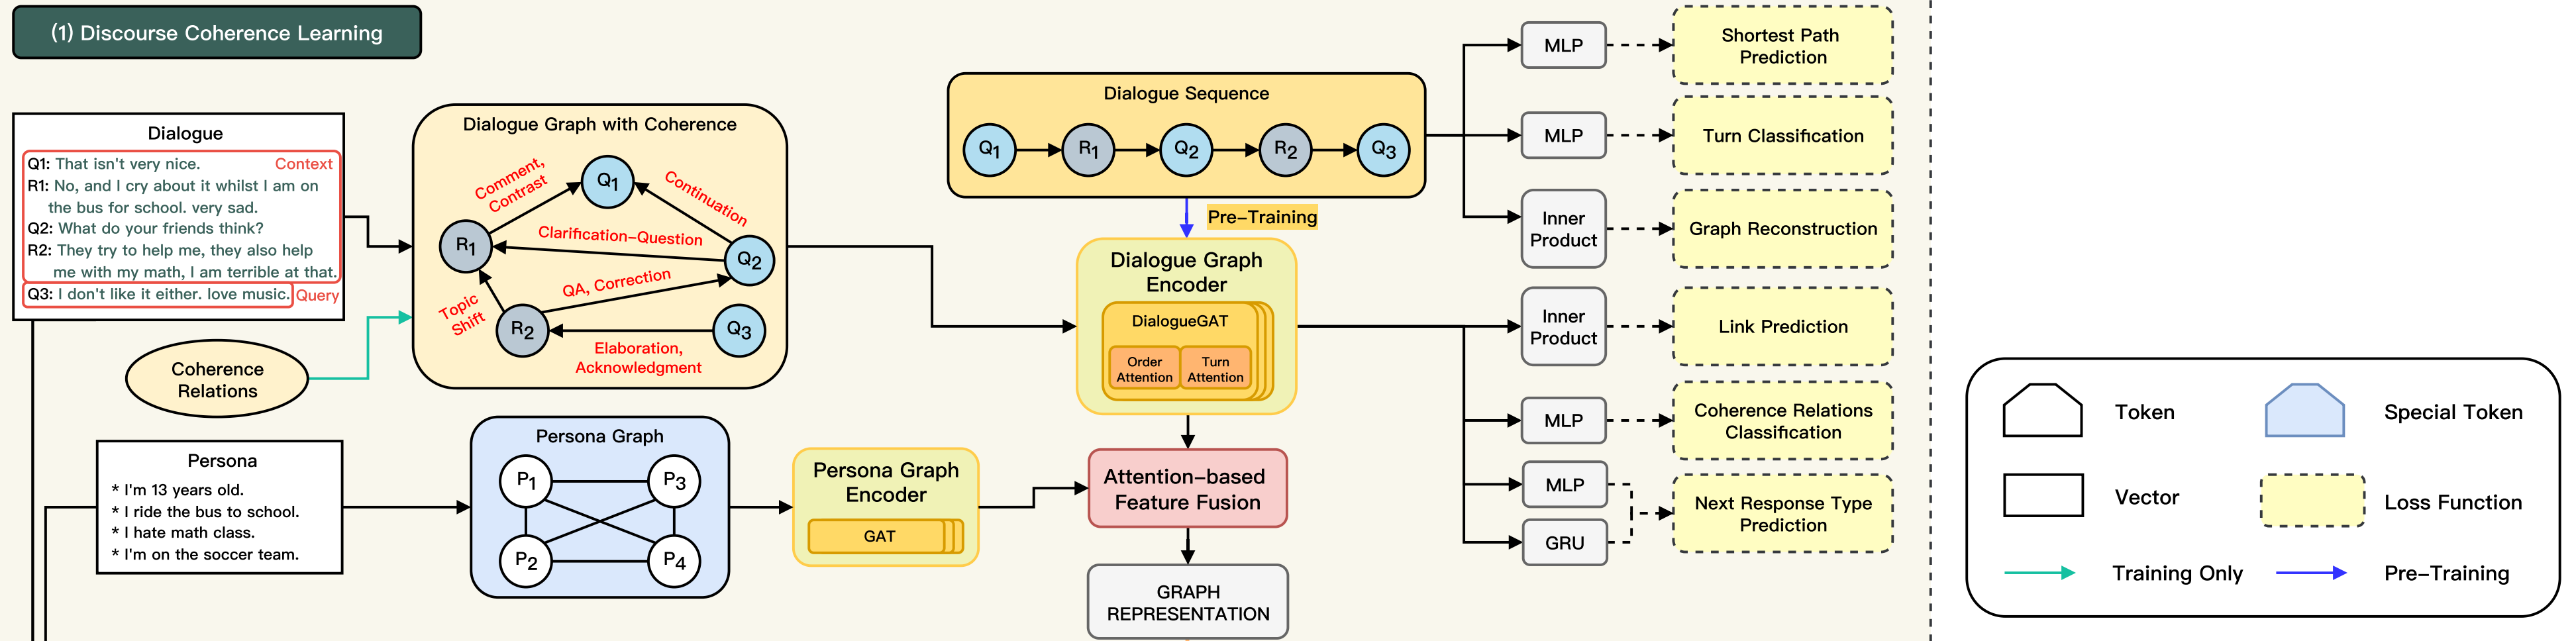 (1) Discourse Coherence Learning
Dialogue
Q1: That isn't very nice.
Context
R1: No, and I cry about it whilst I am on
the bus for school. very sad.
Q2: What do your friends think?
R2: They try to help me, they also help
me with my math, I am terrible at that.
Q3: I don't like it either. love music.
Query
Coherence
Relations
Persona
* I'm 13 years old.
* I ride the bus to school.
* I hate math class.
* I'm on the soccer team.
Dialogue Graph with Coherence
Comment,
Contrast
Q1
Continuation
R1
Clarification-Question
Q2
QA, Correction
Topic
Shift
R2
Q3
Elaboration,
Acknowledgment
Persona Graph
P1
P3
P2
P4
Persona Graph
Encoder
GAT
Dialogue Sequence
Q1
R1
Q2
R2
Q3
Pre-Training
Dialogue Graph
Encoder
DialogueGAT
Order
Attention
Turn
Attention
Attention-based
Feature Fusion
GRAPH
REPRESENTATION
MLP
Shortest Path
Prediction
MLP
Turn Classification
Inner
Product
Graph Reconstruction
Inner
Product
Link Prediction
MLP
Coherence Relations
Classification
MLP
GRU
Next Response Type
Prediction
Token
Special Token
Vector
Loss Function
Training Only
Pre-Training